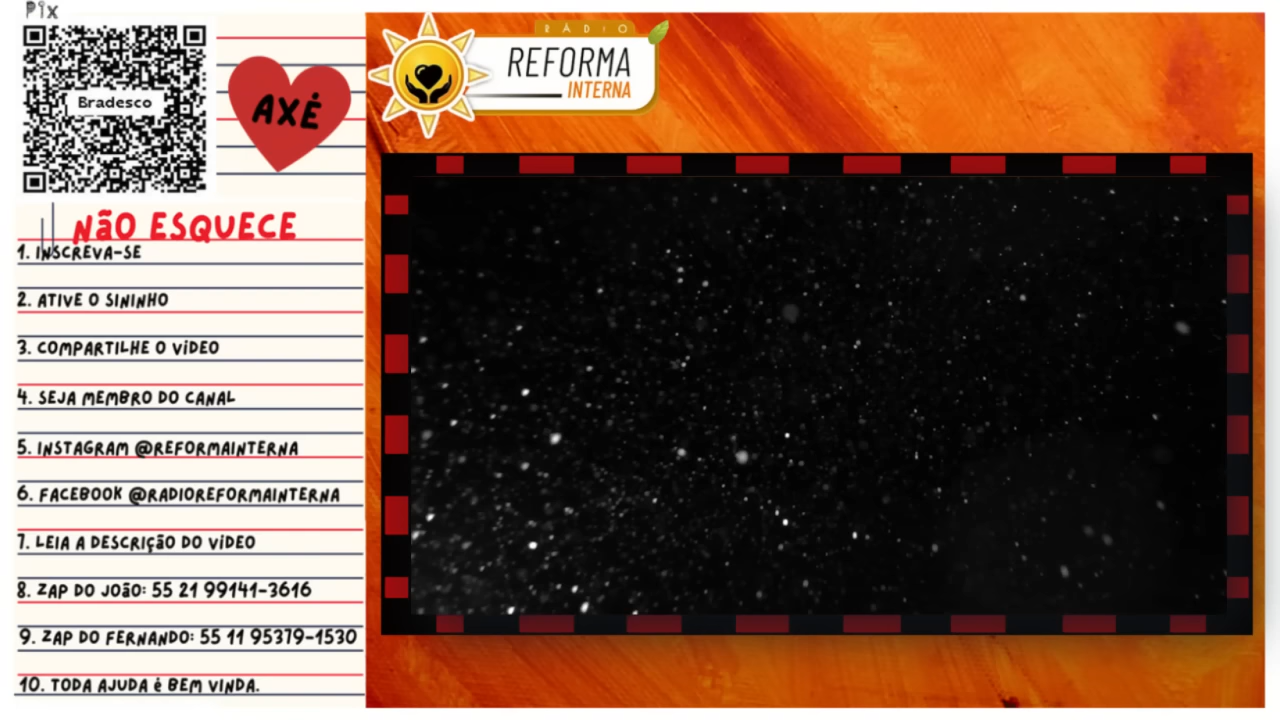 Pix
Bradesco
AXÉ
NÃO ESQUECE
1. INSCREVA-SE
2. ATIVE O SININHO
3. COMPARTILHE O VÍDEO
4. SEJA MEMBRO DO CANAL
5. INSTAGRAM @REFORMAINTERNA
6. FACEBOOK @RADIOREFORMAINTERNA
7. LEIA A DESCRIÇÃO DO VÍDEO
8. ZAP DO JOÃO: 55 21 99141-3616
9. ZAP DO FERNANDO: 55 11 95379-1530
10. TODA AJUDA É BEM VINDA.
RÁDIO
REFORMA
INTERNA